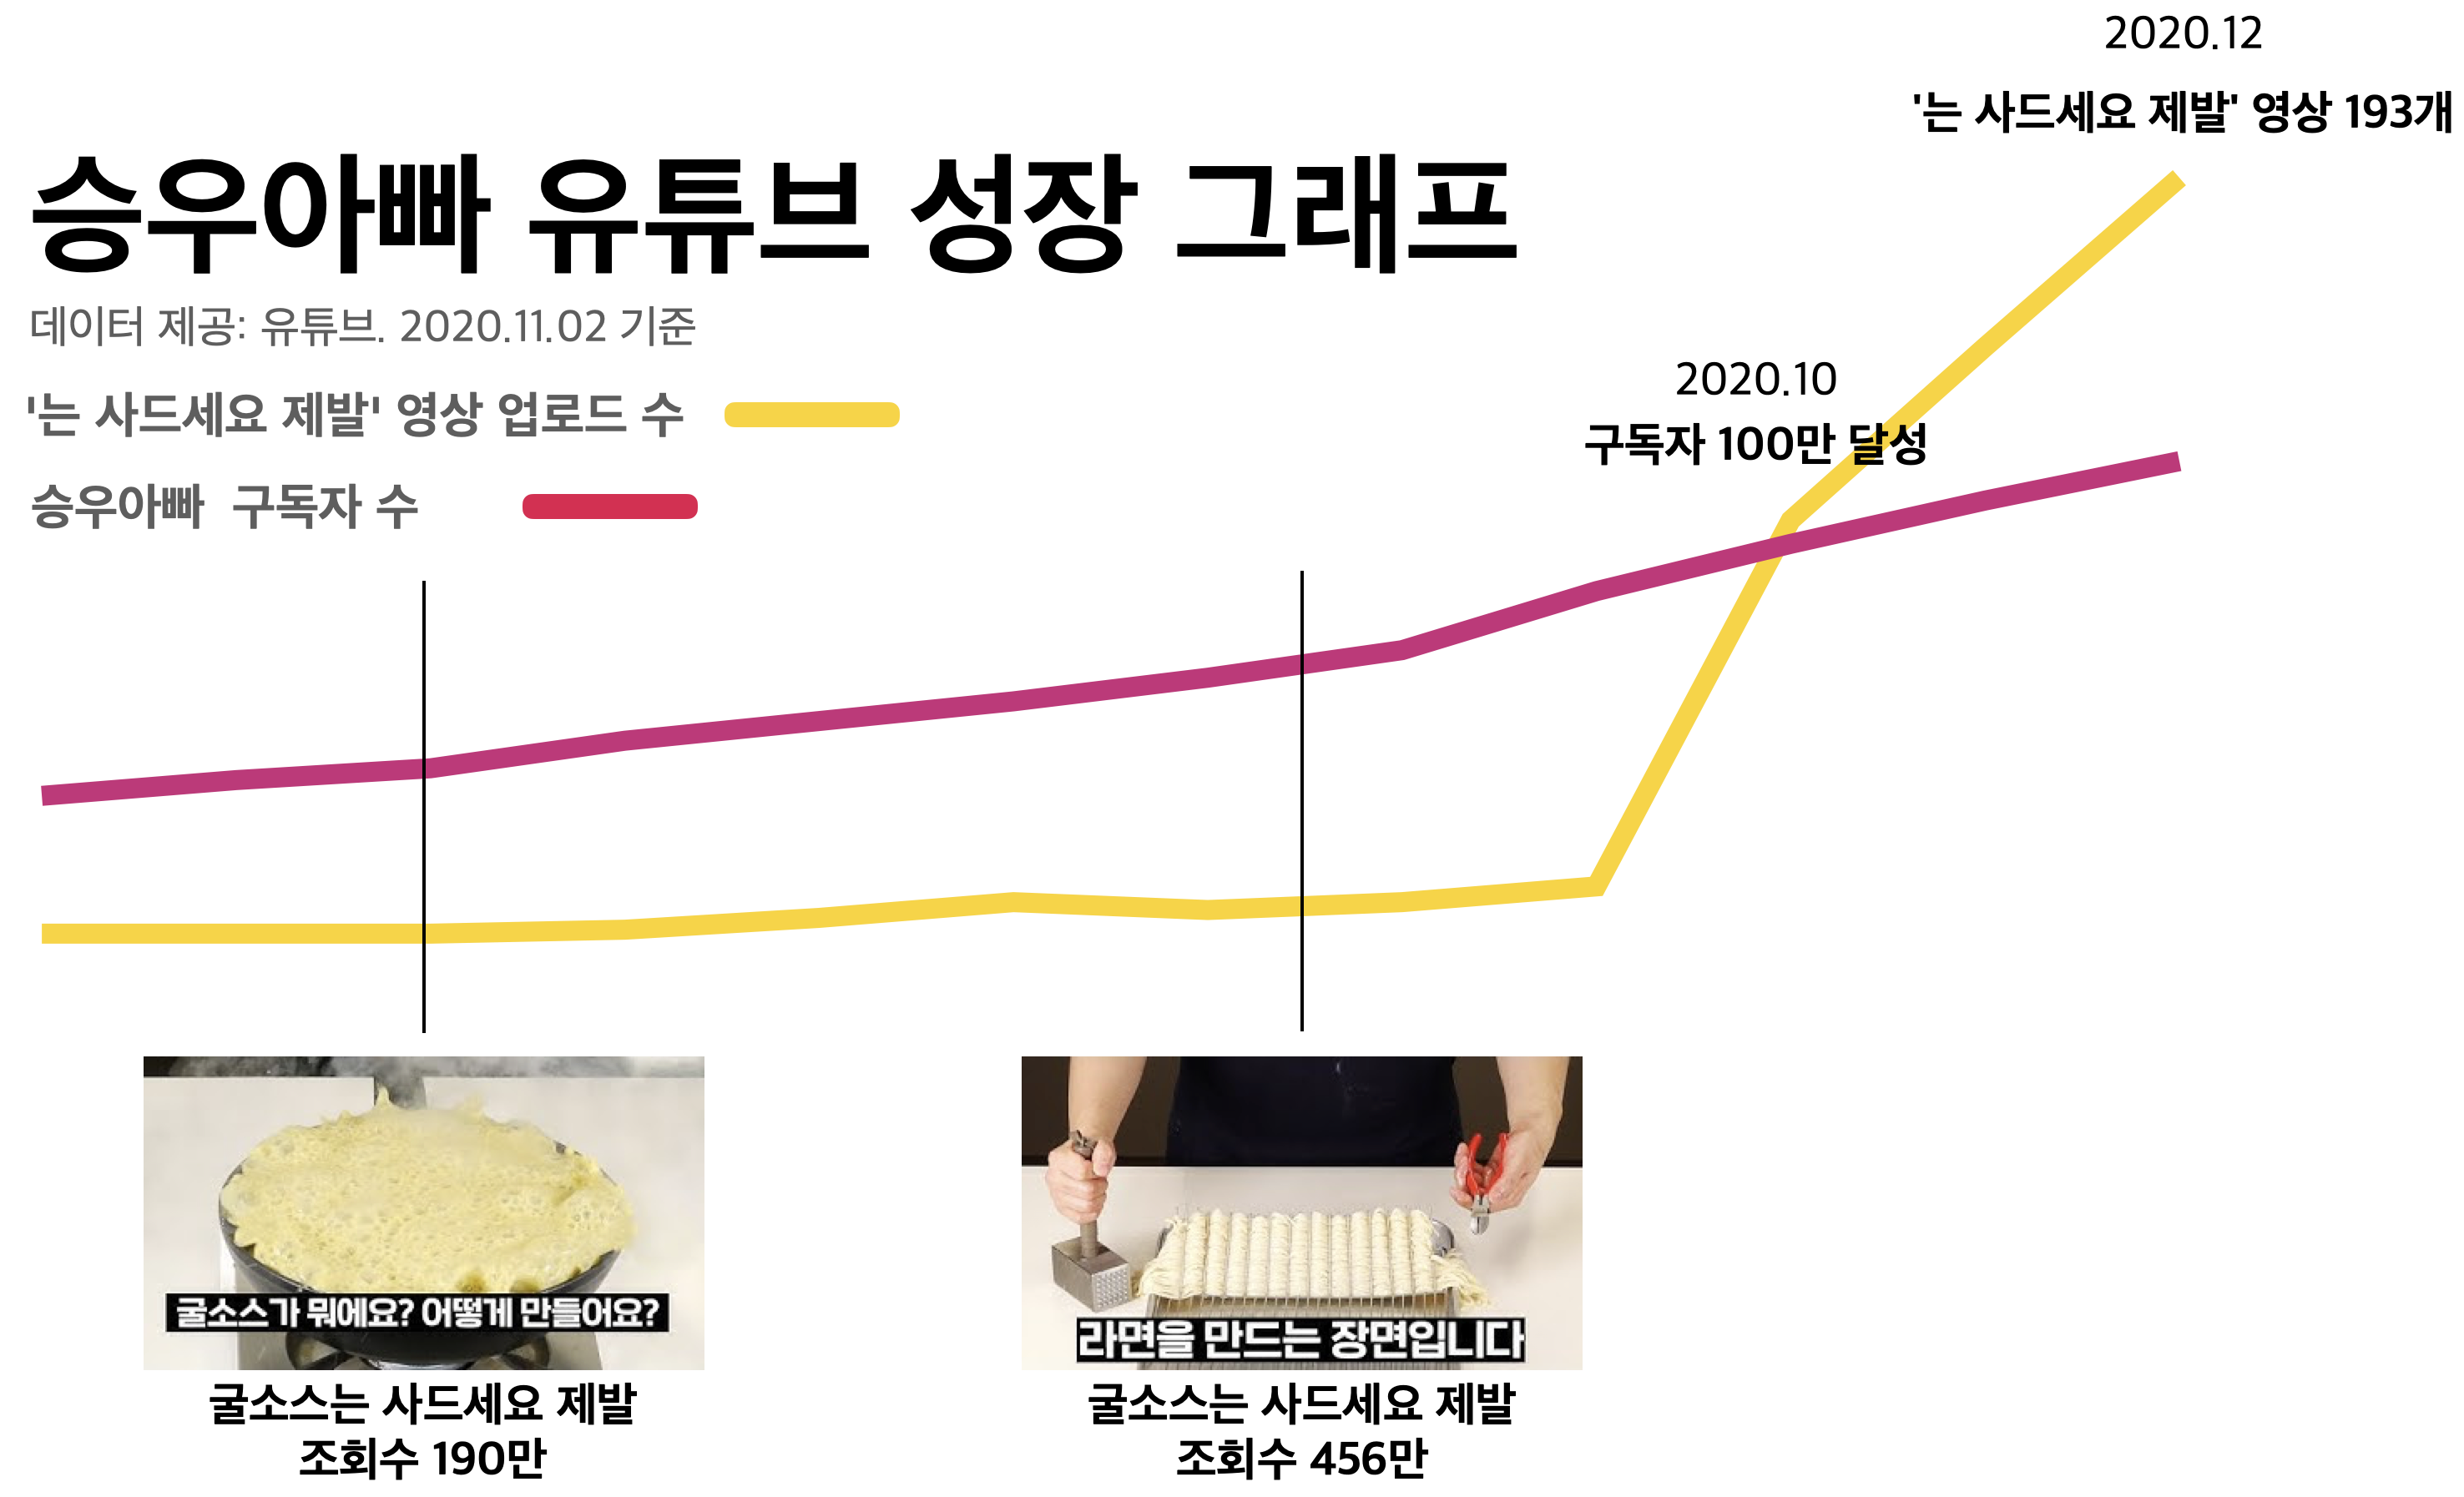 2020.12
'는 사드세요 제발' 영상 193개
승우아빠 유튜브 성장 그래프
데이터 제공: 유튜브. 2020.11.02 기준
'는 사드세요 제발' 영상 업로드 수
승우아빠 구독자 수
2020.10
구독자 100만 달성
굴소스가 뭐에요? 어떻게 만들어요?
굴소스는 사드세요 제발
조회수 190만
라면을 만드는 장면입니다
굴소스는 사드세요 제발
조회수 456만